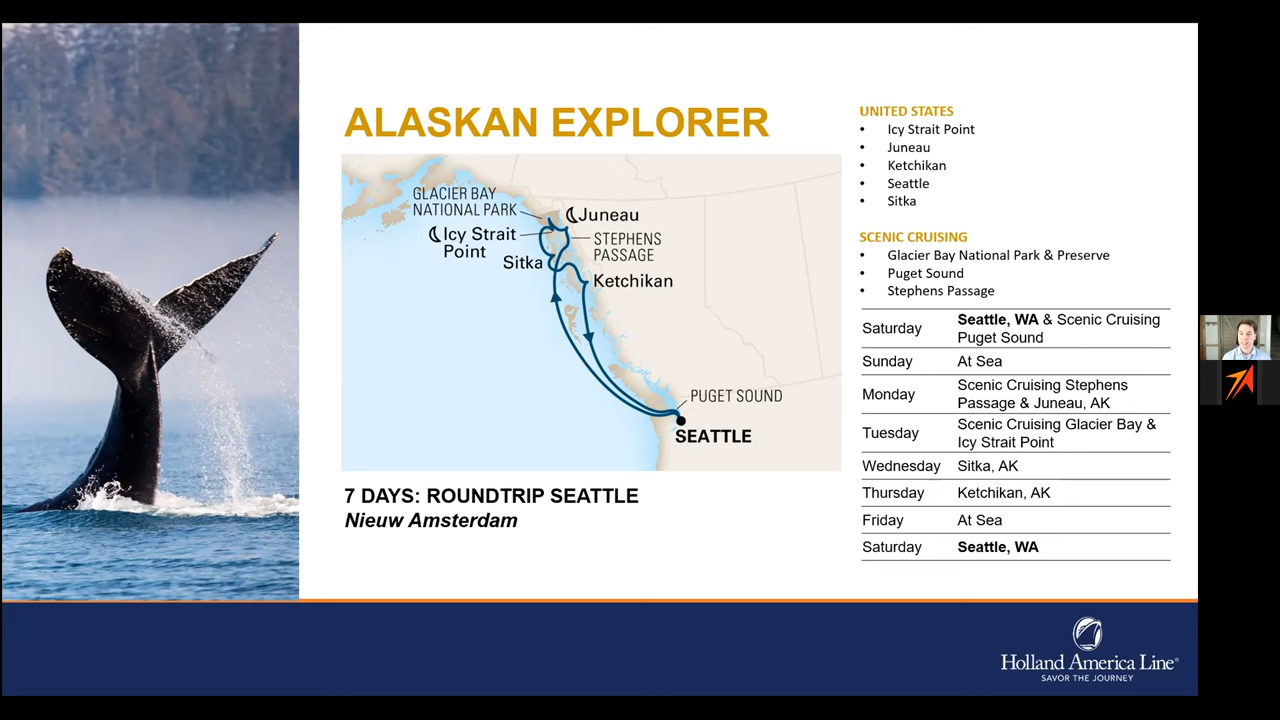 ALASKAN EXPLORER
GLACIER BAY
NATIONAL PARK
Juneau
Icy Strait
Point
STEPHENS
PASSAGE
Sitka
Ketchikan
PUGET SOUND
SEATTLE
7 DAYS: ROUNDTRIP SEATTLE
Nieuw Amsterdam
UNITED STATES
• Icy Strait Point
• Juneau
• Ketchikan
• Seattle
• Sitka
SCENIC CRUISING
• Glacier Bay National Park & Preserve
• Puget Sound
• Stephens Passage
Saturday Seattle, WA & Scenic Cruising
Puget Sound
Sunday At Sea
Monday Scenic Cruising Stephens
Passage & Juneau, AK
Tuesday Scenic Cruising Glacier Bay &
Icy Strait Point
Wednesday Sitka, AK
Thursday Ketchikan, AK
Friday At Sea
Saturday Seattle, WA
Holland America Line®
SAVOR THE JOURNEY